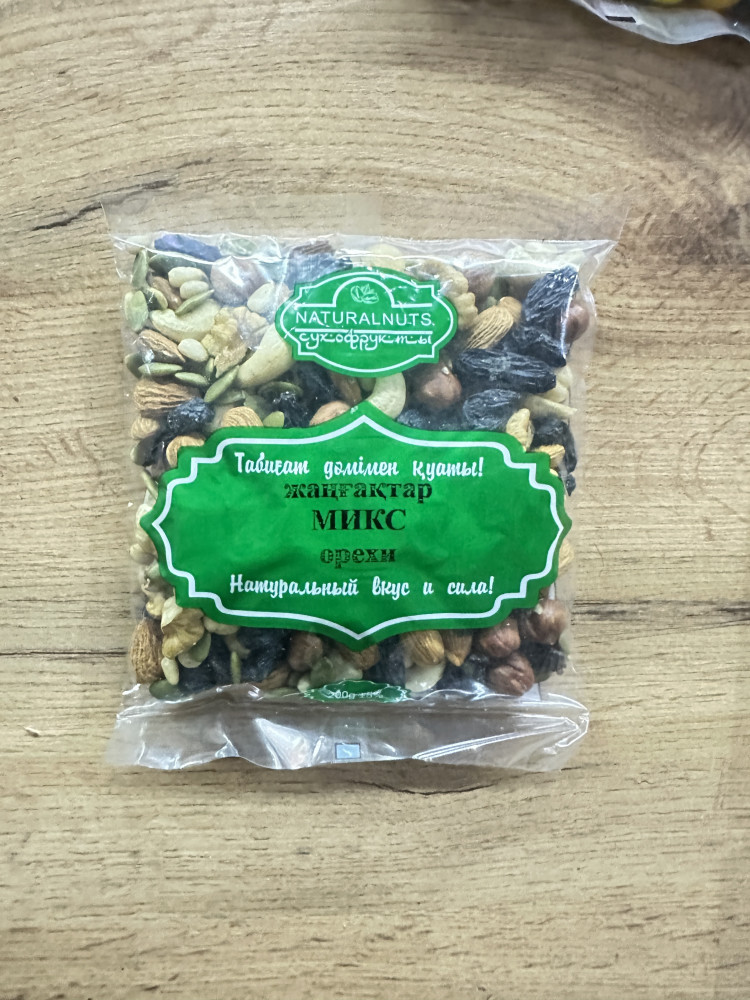 NATURALNUTS.
сухофрукты
Табиғат дәмімен қуаты!
жаңғақтар
МИКС
орехи
Натуральный вкус и сила!